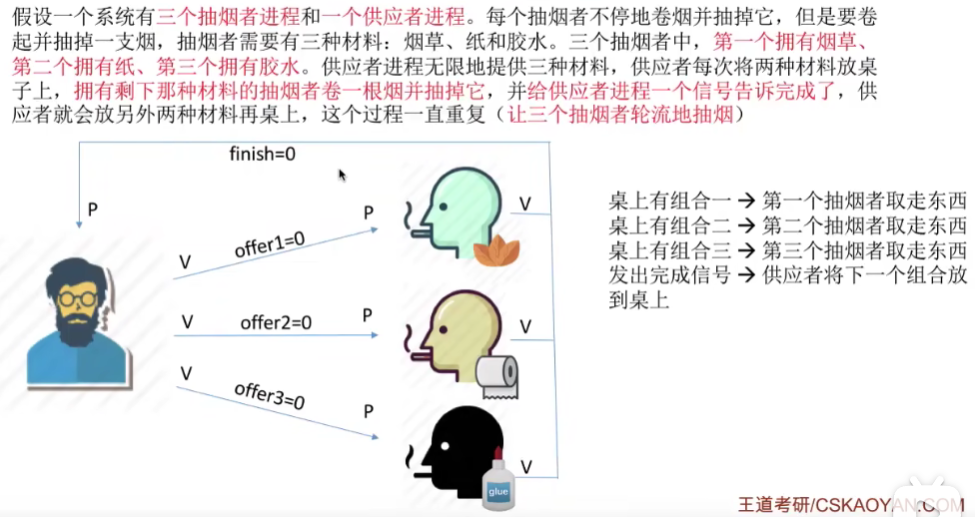 假设一个系统有三个抽烟者进程和一个供应者进程。每个抽烟者不停地卷烟并抽掉它，但是要卷
起并抽掉一支烟，抽烟者需要有三种材料：烟草、纸和胶水。三个抽烟者中，第一个拥有烟草、
第二个拥有纸、第三个拥有胶水。供应者进程无限地提供三种材料，供应者每次将两种材料放桌
子上，拥有剩下那种材料的抽烟者卷一根烟并抽掉它，并给供应者进程一个信号告诉完成了，供
应者就会放另外两种材料再桌上，这个过程一直重复（让三个抽烟者轮流地抽烟）
finish=0
P
V
offer1=0
P
V
V
offer2=0
P
V
V
offer3=0
P
V
glue
桌上有组合一 → 第一个抽烟者取走东西
桌上有组合二 → 第二个抽烟者取走东西
桌上有组合三 → 第三个抽烟者取走东西
发出完成信号 → 供应者将下一个组合放
到桌上
王道考研/CSKAOYAN.COM